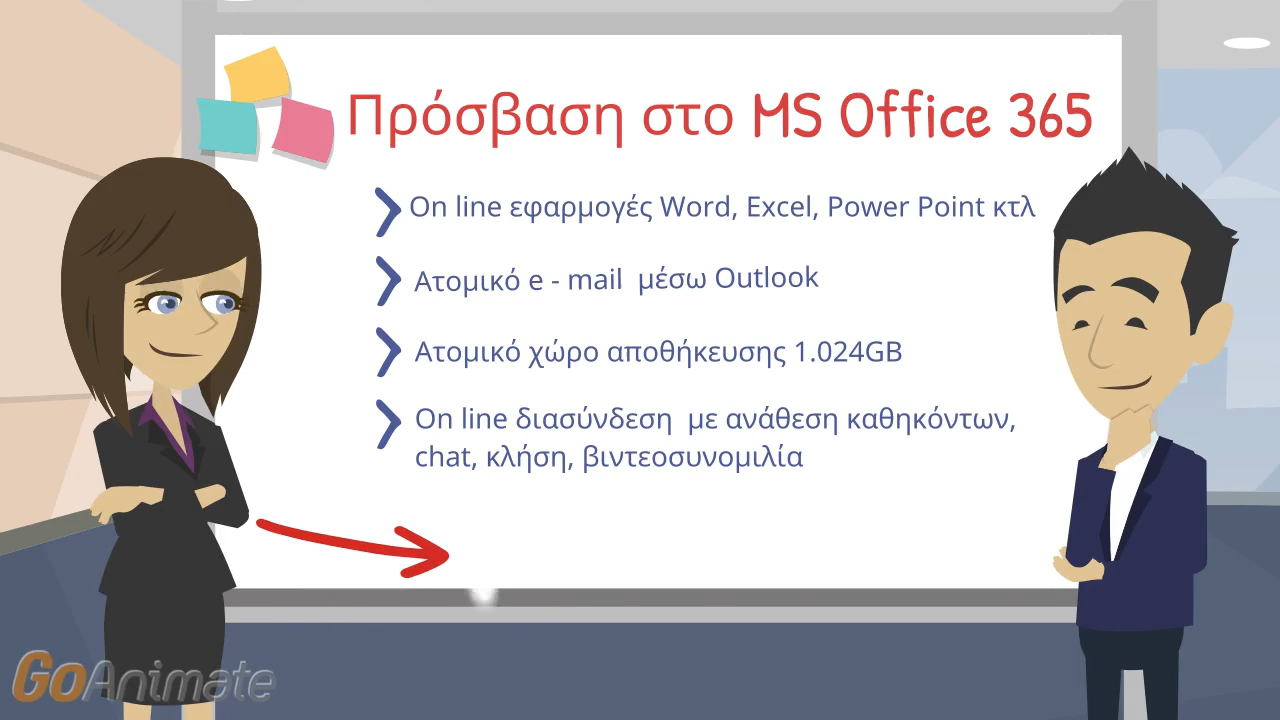 Πρόσβαση στο MS Office 365
On line εφαρμογές Word, Excel, Power Point κτλ
Ατομικό e - mail μέσω Outlook
Ατομικό χώρο αποθήκευσης 1.024GB
On line διασύνδεση με ανάθεση καθηκόντων,
chat, κλήση, βιντεοσυνομιλία
GoAnimate